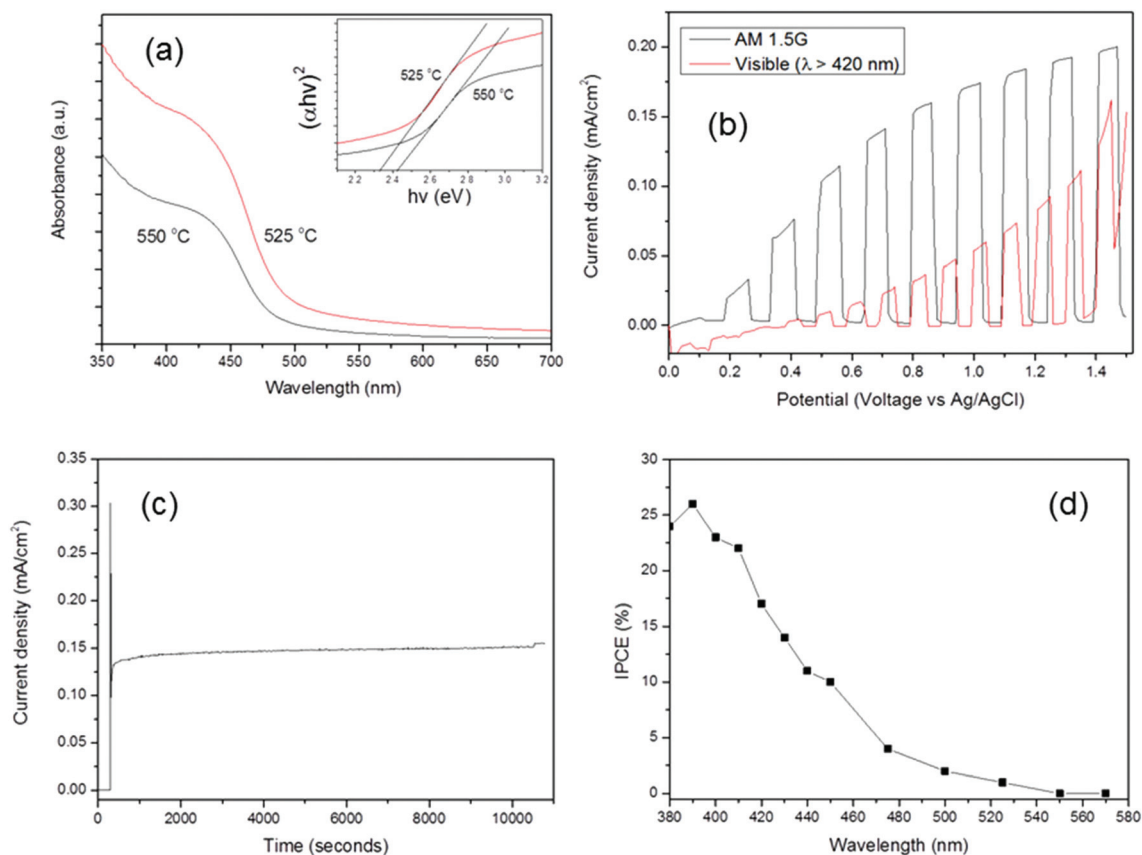 (a)
Absorbance (a.u.)
550 °C
525 °C
350 400 450 500 550 600 650 700
Wavelength (nm)
(αhv)²
525 °C
550 °C
2.2 2.4 2.6 2.8 3.0 3.2
hv (eV)
(b)
AM 1.5G
Visible (λ > 420 nm)
Current density (mA/cm²)
0.20
0.15
0.10
0.05
0.00
0.0 0.2 0.4 0.6 0.8 1.0 1.2 1.4
Potential (Voltage vs Ag/AgCl)
(c)
Current density (mA/cm²)
0.35
0.30
0.25
0.20
0.15
0.10
0.05
0.00
0 2000 4000 6000 8000 10000
Time (seconds)
(d)
IPCE (%)
30
25
20
15
10
5
0
380 400 420 440 460 480 500 520 540 560 580
Wavelength (nm)